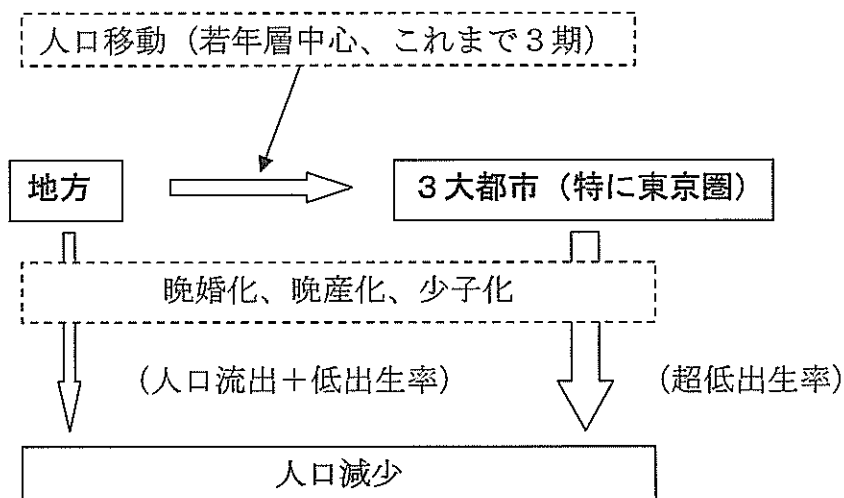 人口移動（若年層中心、これまで３期）
地方
３大都市（特に東京圏）
晩婚化、晩産化、少子化
（人口流出＋低出生率）
（超低出生率）
人口減少